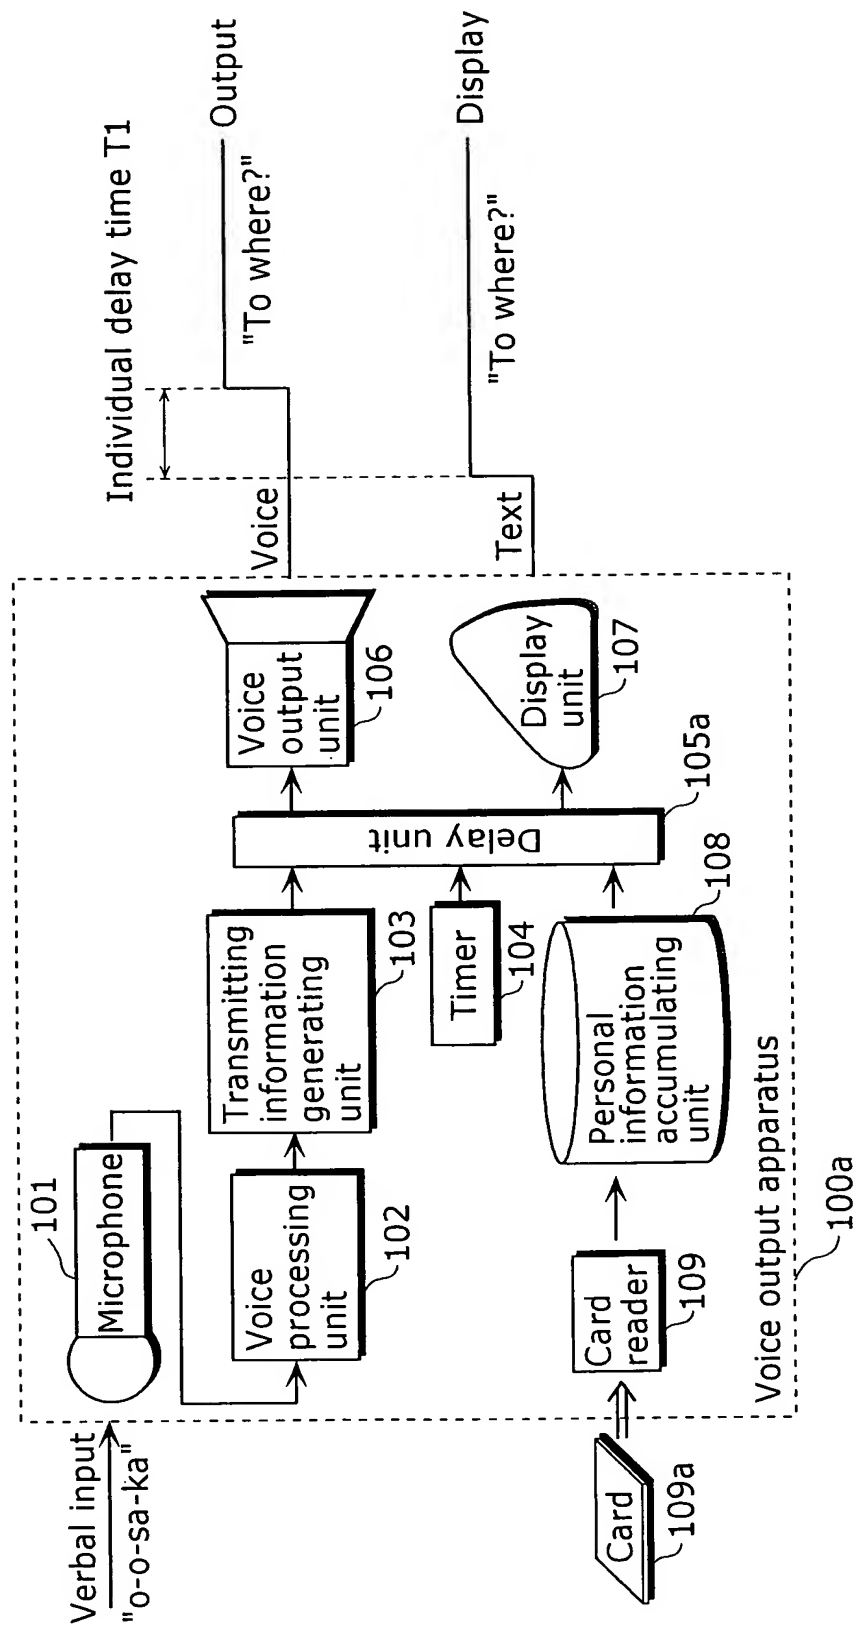 Verbal input
"o-o-sa-ka"
101
Microphone
Voice
processing
unit
102
Transmitting
information
generating
unit
103
Timer
104
Delay unit
105a
Voice
output
unit
106
Display
unit
107
Card
109a
Card
reader
109
Personal
information
accumulating
unit
108
Voice output apparatus
100a
Individual delay time T1
Voice
"To where?"
Output
Text
"To where?"
Display